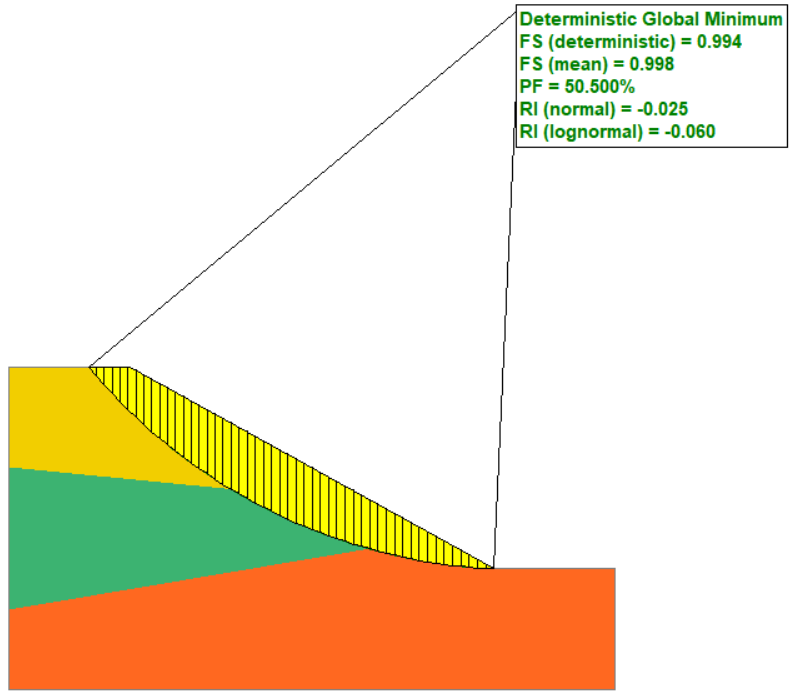 Deterministic Global Minimum
FS (deterministic) = 0.994
FS (mean) = 0.998
PF = 50.500%
RI (normal) = -0.025
RI (lognormal) = -0.060